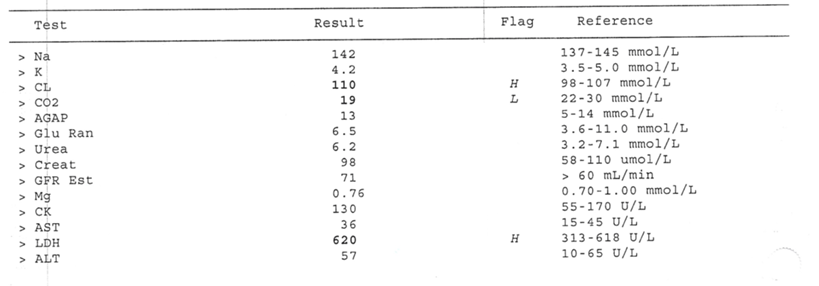 Test Result Flag Reference
> Na 142 137-145 mmol/L
> K 4.2 3.5-5.0 mmol/L
> CL 110 H 98-107 mmol/L
> CO2 19 L 22-30 mmol/L
> AGAP 13 5-14 mmol/L
> Glu Ran 6.5 3.6-11.0 mmol/L
> Urea 6.2 3.2-7.1 mmol/L
> Creat 98 58-110 umol/L
> GFR Est 71 > 60 mL/min
> Mg 0.76 0.70-1.00 mmol/L
> CK 130 55-170 U/L
> AST 36 15-45 U/L
> LDH 620 H 313-618 U/L
> ALT 57 10-65 U/L